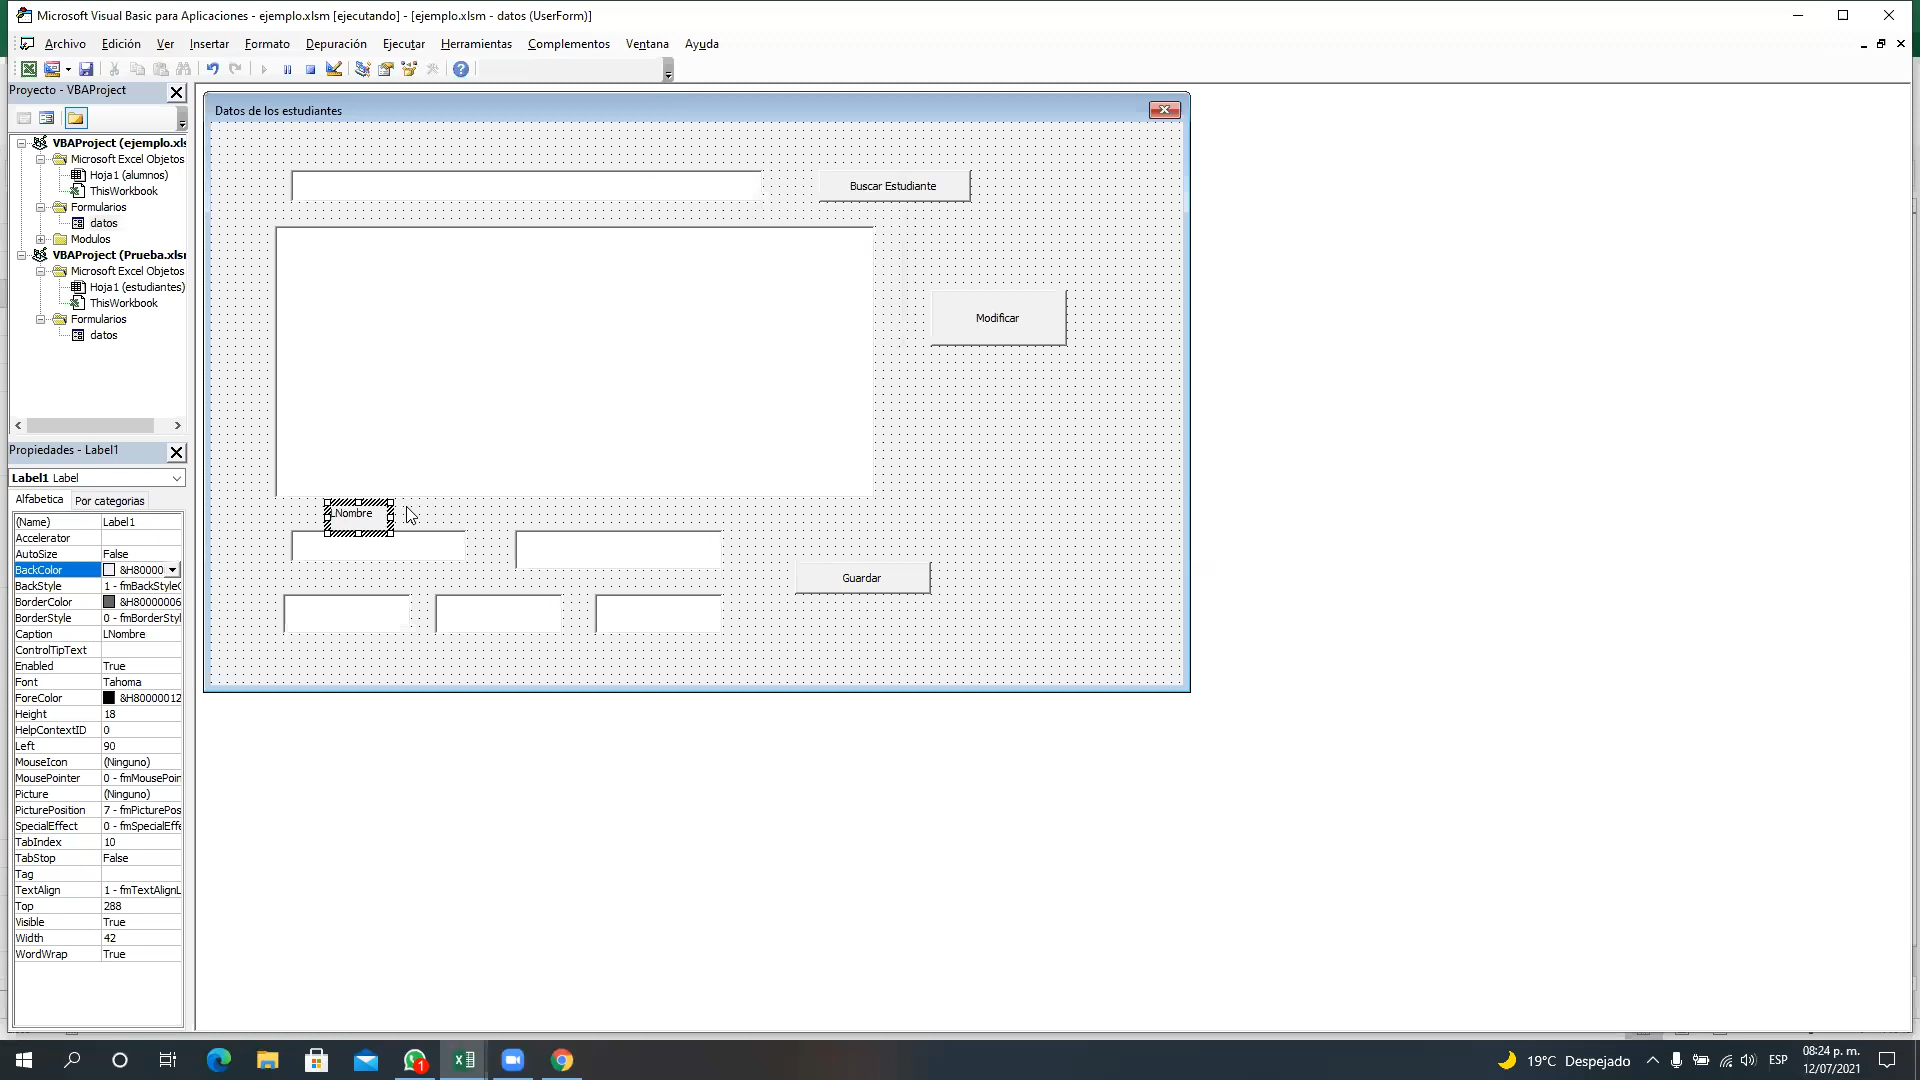 Microsoft Visual Basic para Aplicaciones - ejemplo.xlsm [ejecutando] - [ejemplo.xlsm - datos (UserForm)]
Archivo Edición Ver Insertar Formato Depuración Ejecutar Herramientas Complementos Ventana Ayuda
Proyecto - VBAProject
VBAProject (ejemplo.xls
Microsoft Excel Objetos
Hoja1 (alumnos)
ThisWorkbook
Formularios
datos
Modulos
VBAProject (Prueba.xlsr
Microsoft Excel Objetos
Hoja1 (estudiantes)
ThisWorkbook
Formularios
datos
Propiedades - Label1
Label1 Label
Alfabetica Por categorias
(Name) Label1
Accelerator
AutoSize False
BackColor &H80000
BackStyle 1 - fmBackStyleO
BorderColor &H80000006
BorderStyle 0 - fmBorderStyl
Caption LNombre
ControlTipText
Enabled True
Font Tahoma
ForeColor &H80000012
Height 18
HelpContextID 0
Left 90
MouseIcon (Ninguno)
MousePointer 0 - fmMousePoin
Picture (Ninguno)
PicturePosition 7 - fmPicturePos
SpecialEffect 0 - fmSpecialEffe
TabIndex 10
TabStop False
Tag
TextAlign 1 - fmTextAlignL
Top 288
Visible True
Width 42
WordWrap True
Datos de los estudiantes
Buscar Estudiante
Modificar
LNombre
Guardar
19°C Despejado
ESP
08:24 p. m.
12/07/2021